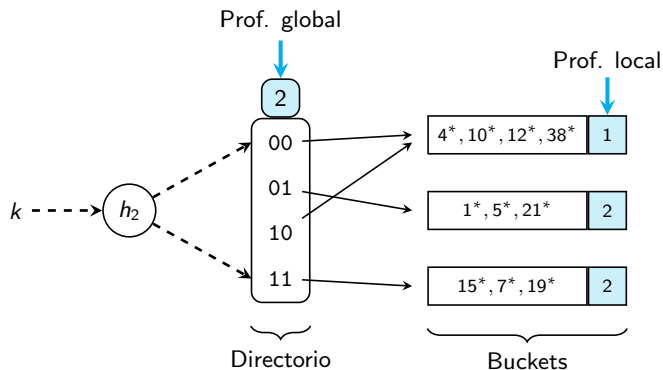 Prof. global
Prof. local
2
00
01
10
11
k
h₂
4*, 10*, 12*, 38*
1
1*, 5*, 21*
2
15*, 7*, 19*
2
Directorio
Buckets